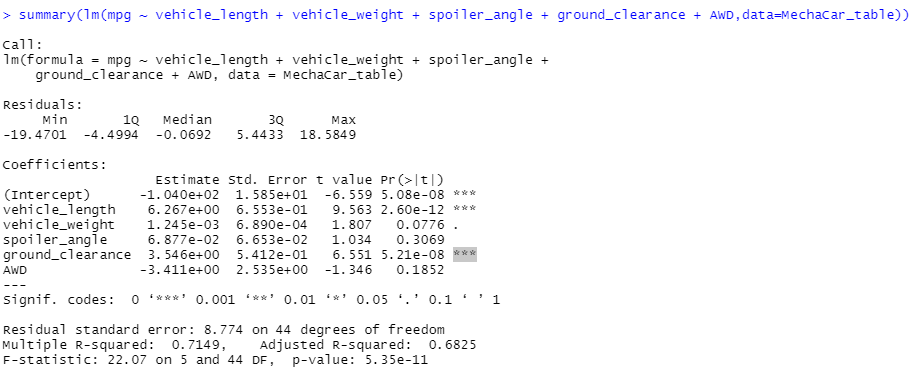 > summary(lm(mpg ~ vehicle_length + vehicle_weight + spoiler_angle + ground_clearance + AWD,data=MechaCar_table))
Call:
lm(formula = mpg ~ vehicle_length + vehicle_weight + spoiler_angle +
    ground_clearance + AWD, data = MechaCar_table)
Residuals:
     Min       1Q   Median       3Q      Max
-19.4701  -4.4994  -0.0692   5.4433  18.5849
Coefficients:
                   Estimate Std. Error t value Pr(>|t|)
(Intercept)      -1.040e+02  1.585e+01  -6.559 5.08e-08 ***
vehicle_length    6.267e+00  6.553e-01   9.563 2.60e-12 ***
vehicle_weight    1.245e-03  6.890e-04   1.807   0.0776 .
spoiler_angle     6.877e-02  6.653e-02   1.034   0.3069
ground_clearance  3.546e+00  5.412e-01   6.551 5.21e-08 ***
AWD              -3.411e+00  2.535e+00  -1.346   0.1852
---
Signif. codes:  0 ‘***’ 0.001 ‘**’ 0.01 ‘*’ 0.05 ‘.’ 0.1 ‘ ’ 1
Residual standard error: 8.774 on 44 degrees of freedom
Multiple R-squared:  0.7149,    Adjusted R-squared:  0.6825
F-statistic: 22.07 on 5 and 44 DF,  p-value: 5.35e-11